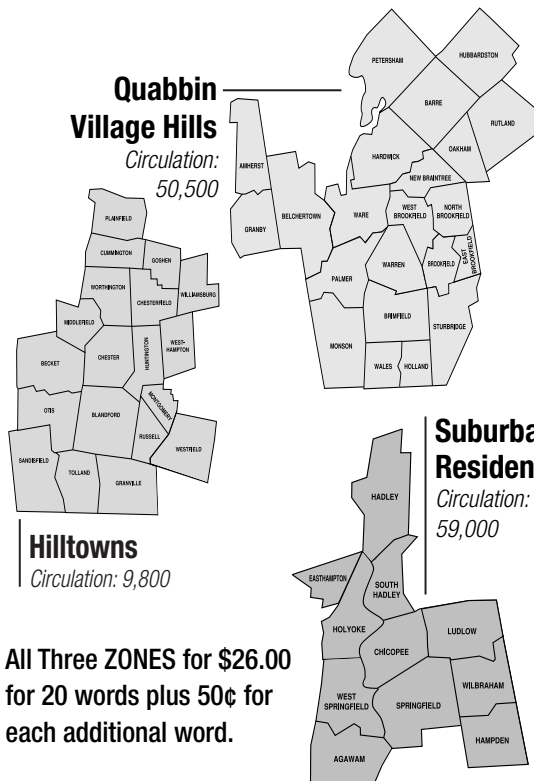 Quabbin
Village Hills
Circulation:
50,500
PETERSHAM
HUBBARDSTON
BARRE
RUTLAND
OAKHAM
HARDWICK
NEW BRAINTREE
AMHERST
BELCHERTOWN
GRANBY
WARE
WEST
BROOKFIELD
NORTH
BROOKFIELD
EAST
BROOKFIELD
BROOKFIELD
WARREN
PALMER
BRIMFIELD
STURBRIDGE
MONSON
WALES
HOLLAND
PLAINFIELD
CUMMINGTON
GOSHEN
WORTHINGTON
CHESTERFIELD
WILLIAMSBURG
MIDDLEFIELD
HUNTINGTON
WEST-
HAMPTON
BECKET
CHESTER
MONTGOMERY
OTIS
BLANDFORD
RUSSELL
WESTFIELD
SANDISFIELD
TOLLAND
GRANVILLE
Hilltowns
Circulation: 9,800
Suburba
Residen
Circulation:
59,000
HADLEY
EASTHAMPTON
SOUTH
HADLEY
HOLYOKE
CHICOPEE
LUDLOW
WEST
SPRINGFIELD
SPRINGFIELD
WILBRAHAM
HAMPDEN
AGAWAM
All Three ZONES for $26.00
for 20 words plus 50¢ for
each additional word.